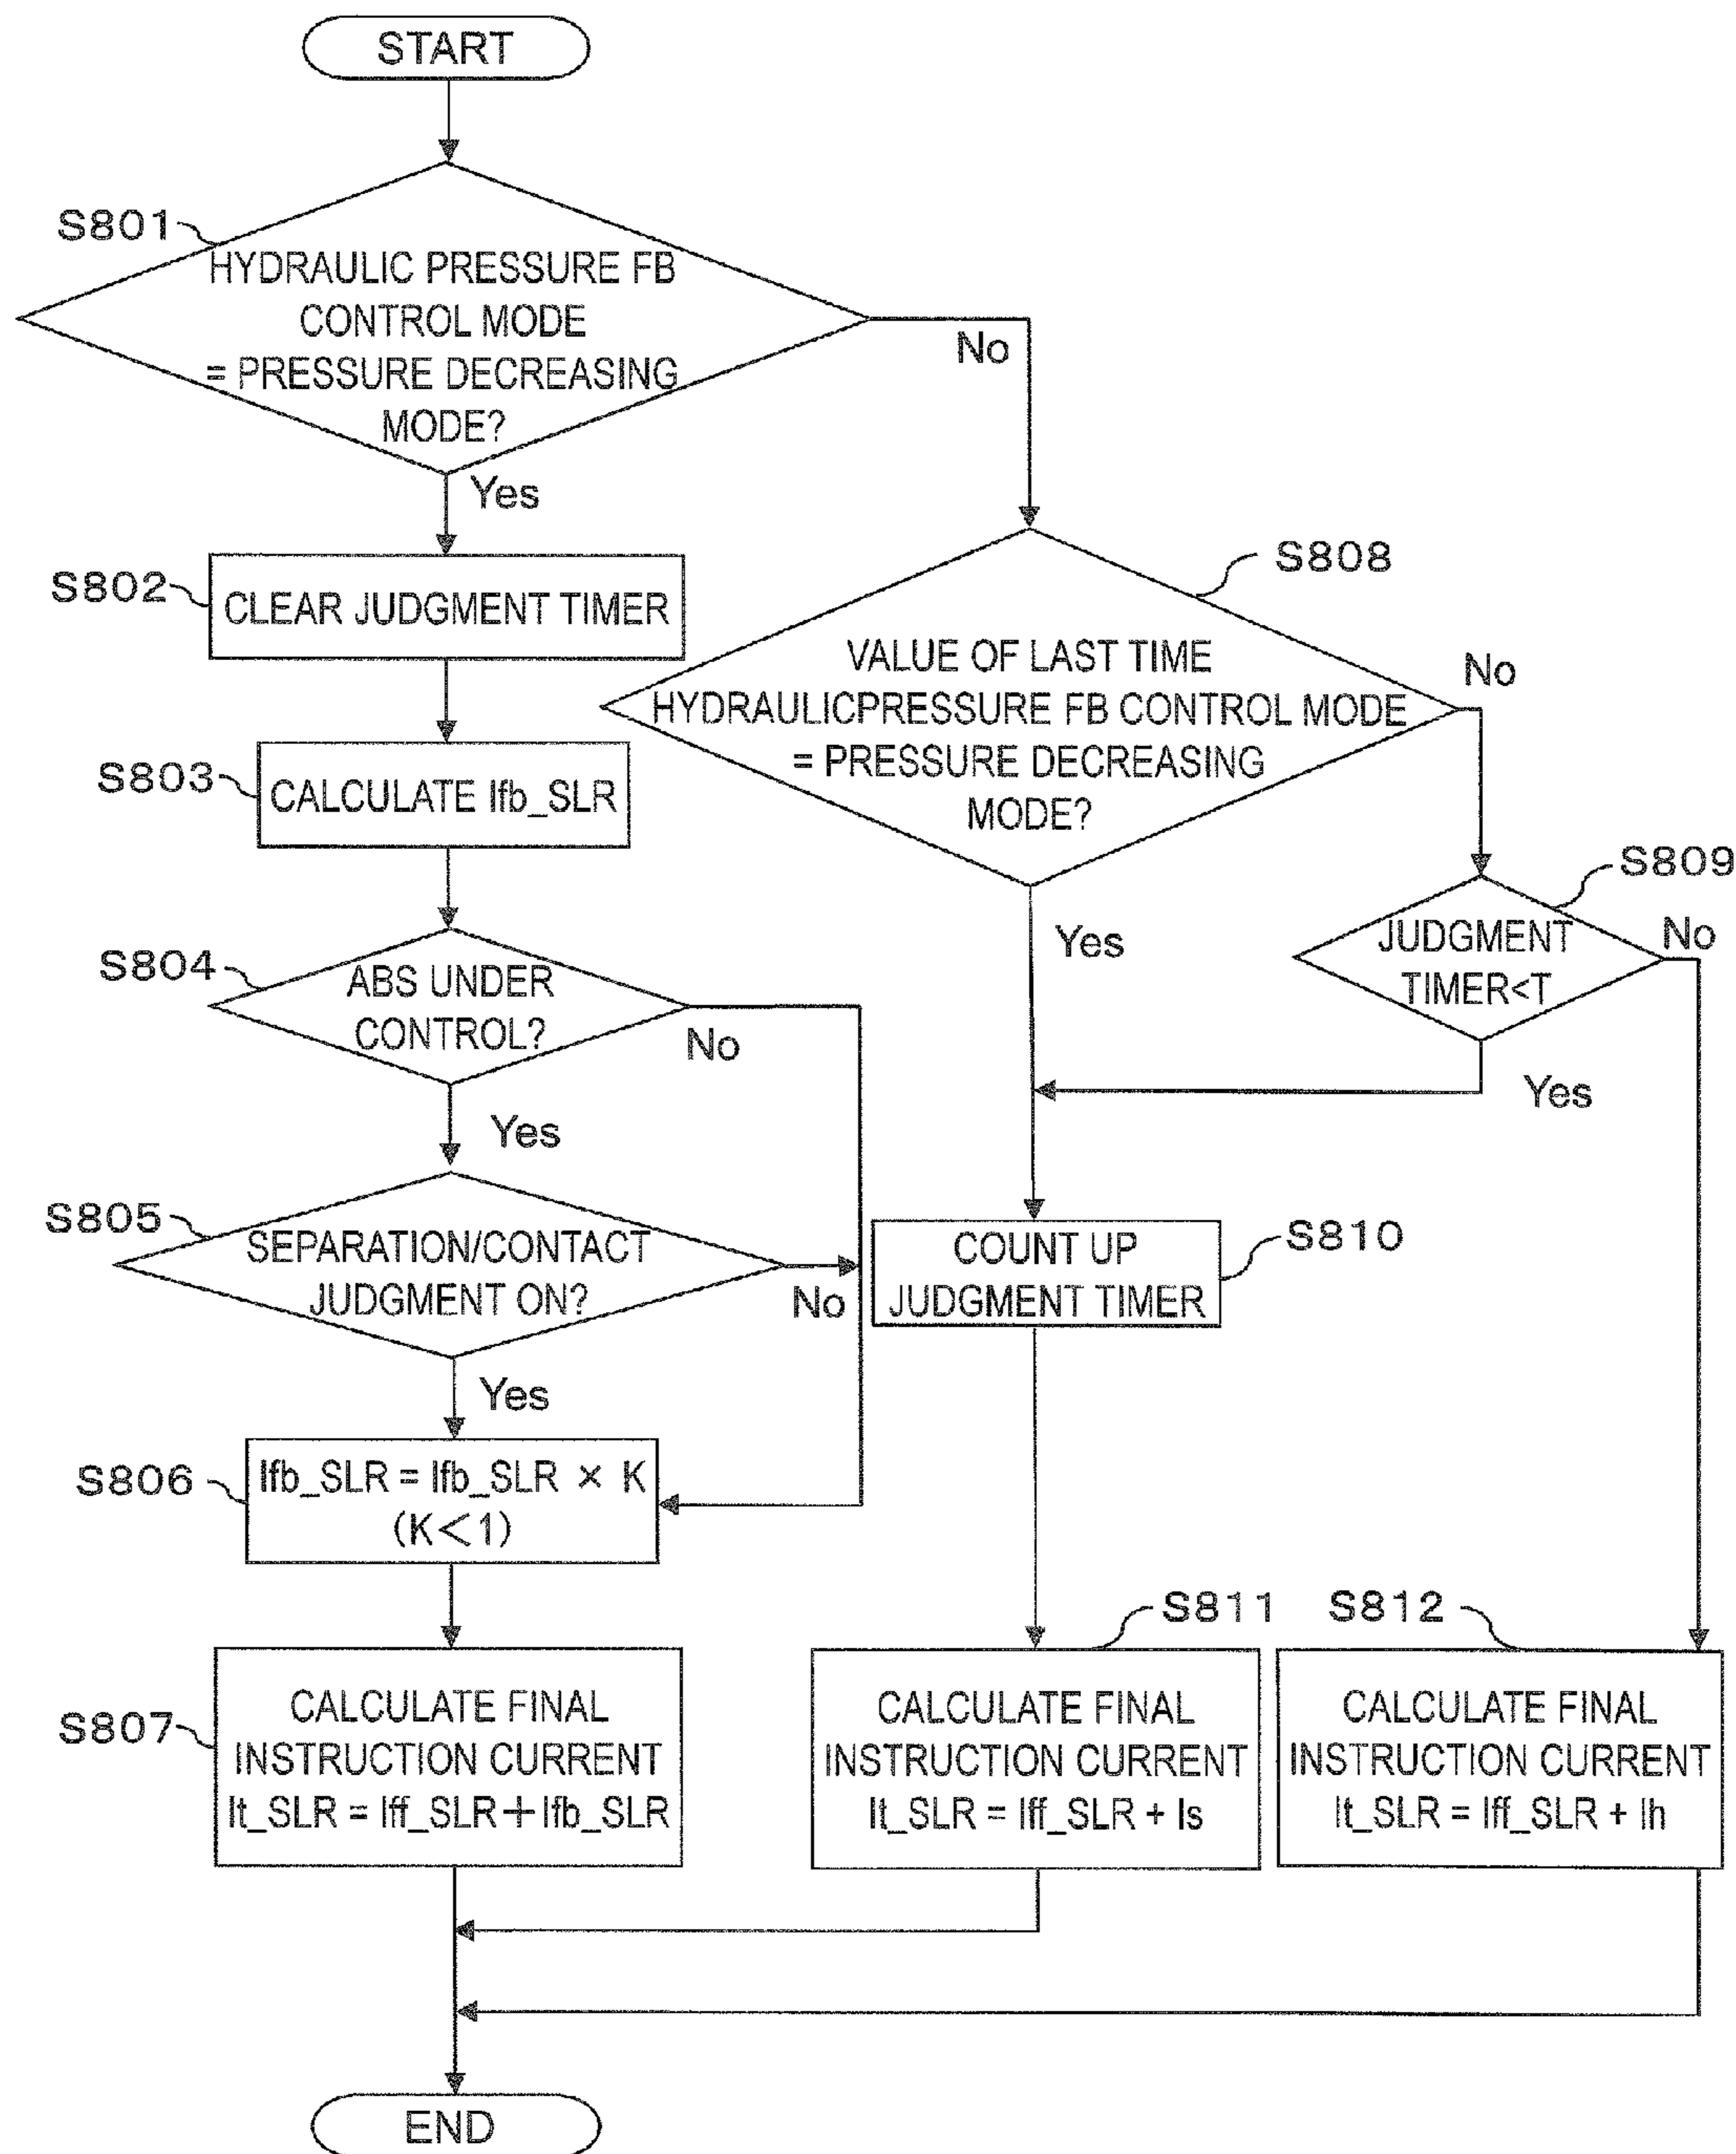 START
S801
HYDRAULIC PRESSURE FB
CONTROL MODE
= PRESSURE DECREASING
MODE?
No
Yes
S802
CLEAR JUDGMENT TIMER
S803
CALCULATE Ifb_SLR
S804
ABS UNDER
CONTROL?
No
Yes
S805
SEPARATION/CONTACT
JUDGMENT ON?
No
Yes
S806
Ifb_SLR = Ifb_SLR × K
(K<1)
S807
CALCULATE FINAL
INSTRUCTION CURRENT
It_SLR = Iff_SLR+Ifb_SLR
S808
VALUE OF LAST TIME
HYDRAULICPRESSURE FB CONTROL MODE
= PRESSURE DECREASING
MODE?
No
Yes
S809
JUDGMENT
TIMER<T
No
Yes
S810
COUNT UP
JUDGMENT TIMER
S811
CALCULATE FINAL
INSTRUCTION CURRENT
It_SLR = Iff_SLR + Is
S812
CALCULATE FINAL
INSTRUCTION CURRENT
It_SLR = Iff_SLR + Ih
END